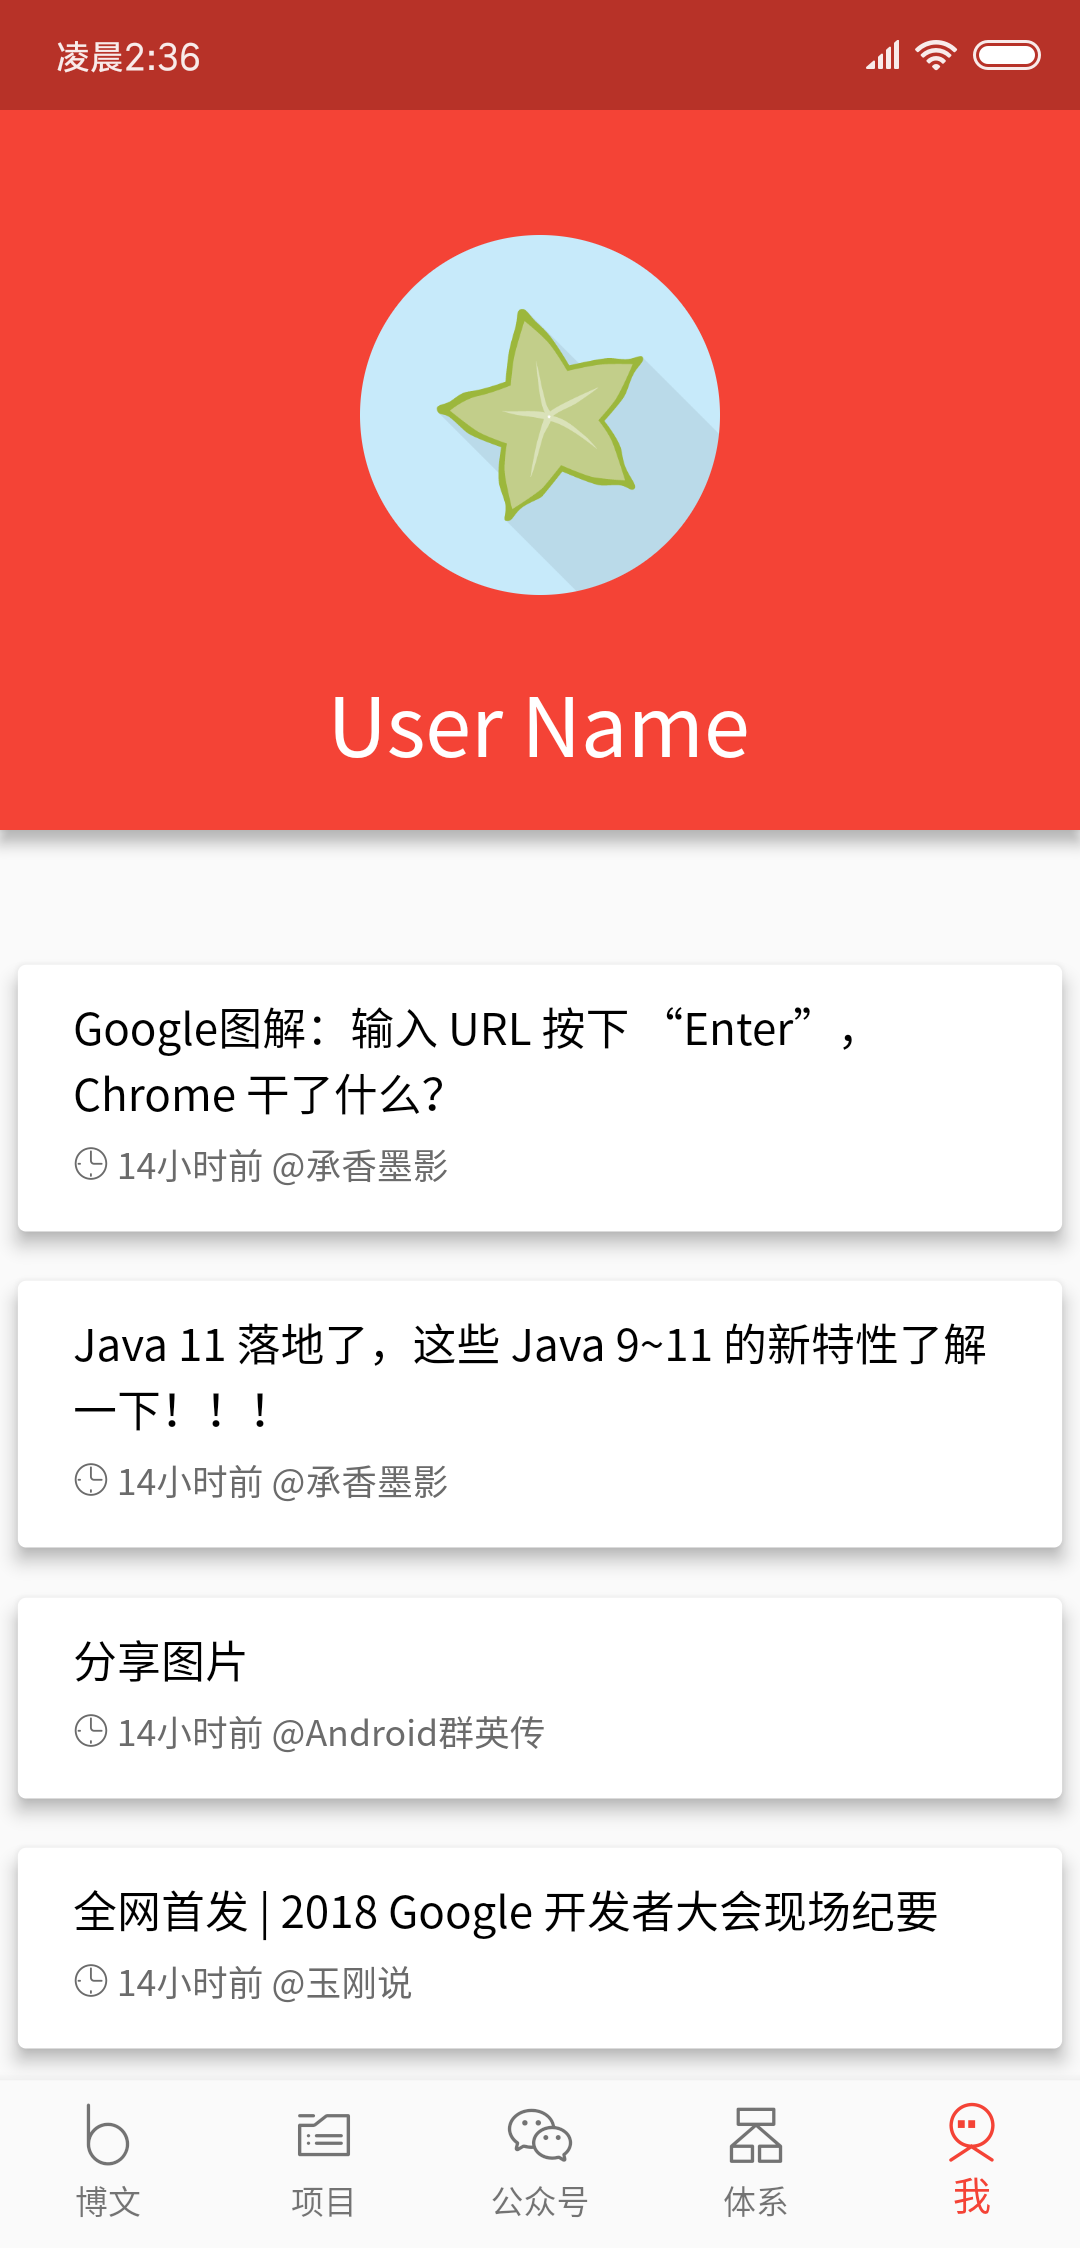 凌晨2:36
User Name
Google图解：输入 URL 按下 “Enter”，
Chrome 干了什么？
14小时前 @承香墨影
Java 11 落地了，这些 Java 9~11 的新特性了解
一下！！！
14小时前 @承香墨影
分享图片
14小时前 @Android群英传
全网首发 | 2018 Google 开发者大会现场纪要
14小时前 @玉刚说
博文
项目
公众号
体系
我